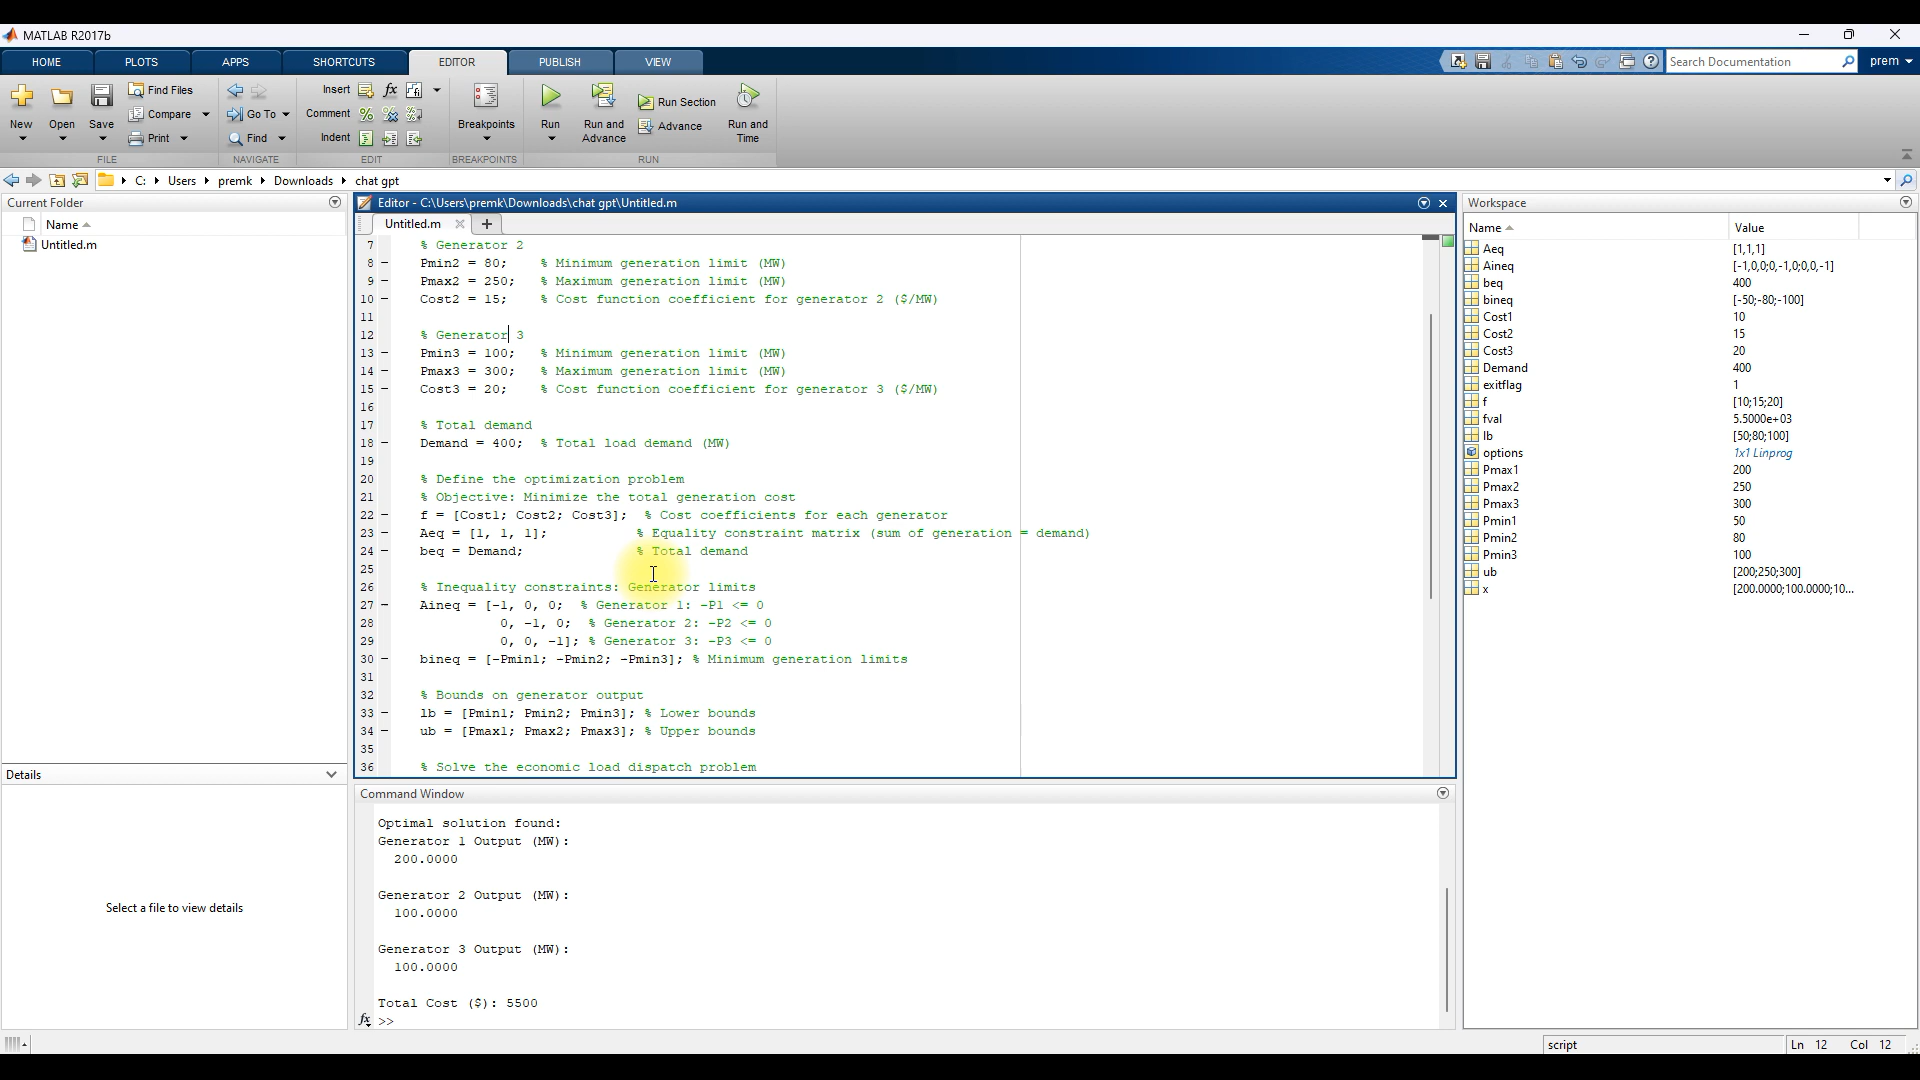 MATLAB R2017b
HOME PLOTS APPS SHORTCUTS EDITOR PUBLISH VIEW
Search Documentation
prem
New
Open
Save
Find Files
Compare
Print
FILE
Go To
Find
NAVIGATE
Insert
Comment
Indent
EDIT
Breakpoints
BREAKPOINTS
Run
Run and Advance
Run Section
Advance
Run and Time
RUN
C: Users premk Downloads chat gpt
Current Folder
Name
Untitled.m
Details
Select a file to view details
Editor - C:\Users\premk\Downloads\chat gpt\Untitled.m
Untitled.m
7 % Generator 2
8 – Pmin2 = 80; % Minimum generation limit (MW)
9 – Pmax2 = 250; % Maximum generation limit (MW)
10 – Cost2 = 15; % Cost function coefficient for generator 2 ($/MW)
11
12 % Generator 3
13 – Pmin3 = 100; % Minimum generation limit (MW)
14 – Pmax3 = 300; % Maximum generation limit (MW)
15 – Cost3 = 20; % Cost function coefficient for generator 3 ($/MW)
16
17 % Total demand
18 – Demand = 400; % Total load demand (MW)
19
20 % Define the optimization problem
21 % Objective: Minimize the total generation cost
22 – f = [Cost1; Cost2; Cost3]; % Cost coefficients for each generator
23 – Aeq = [1, 1, 1]; % Equality constraint matrix (sum of generation = demand)
24 – beq = Demand; % Total demand
25
26 % Inequality constraints: Generator limits
27 – Aineq = [-1, 0, 0; % Generator 1: -P1 <= 0
28 0, -1, 0; % Generator 2: -P2 <= 0
29 0, 0, -1]; % Generator 3: -P3 <= 0
30 – bineq = [-Pmin1; -Pmin2; -Pmin3]; % Minimum generation limits
31
32 % Bounds on generator output
33 – lb = [Pmin1; Pmin2; Pmin3]; % Lower bounds
34 – ub = [Pmax1; Pmax2; Pmax3]; % Upper bounds
35
36 % Solve the economic load dispatch problem
Command Window
Optimal solution found:
Generator 1 Output (MW):
200.0000
Generator 2 Output (MW):
100.0000
Generator 3 Output (MW):
100.0000
Total Cost ($): 5500
fx >>
Workspace
Name Value
Aeq [1,1,1]
Aineq [-1,0,0;0,-1,0;0,0,-1]
beq 400
bineq [-50;-80;-100]
Cost1 10
Cost2 15
Cost3 20
Demand 400
exitflag 1
f [10;15;20]
fval 5.5000e+03
lb [50;80;100]
options 1x1 Linprog
Pmax1 200
Pmax2 250
Pmax3 300
Pmin1 50
Pmin2 80
Pmin3 100
ub [200;250;300]
x [200.0000;100.0000;10...
script
Ln 12 Col 12